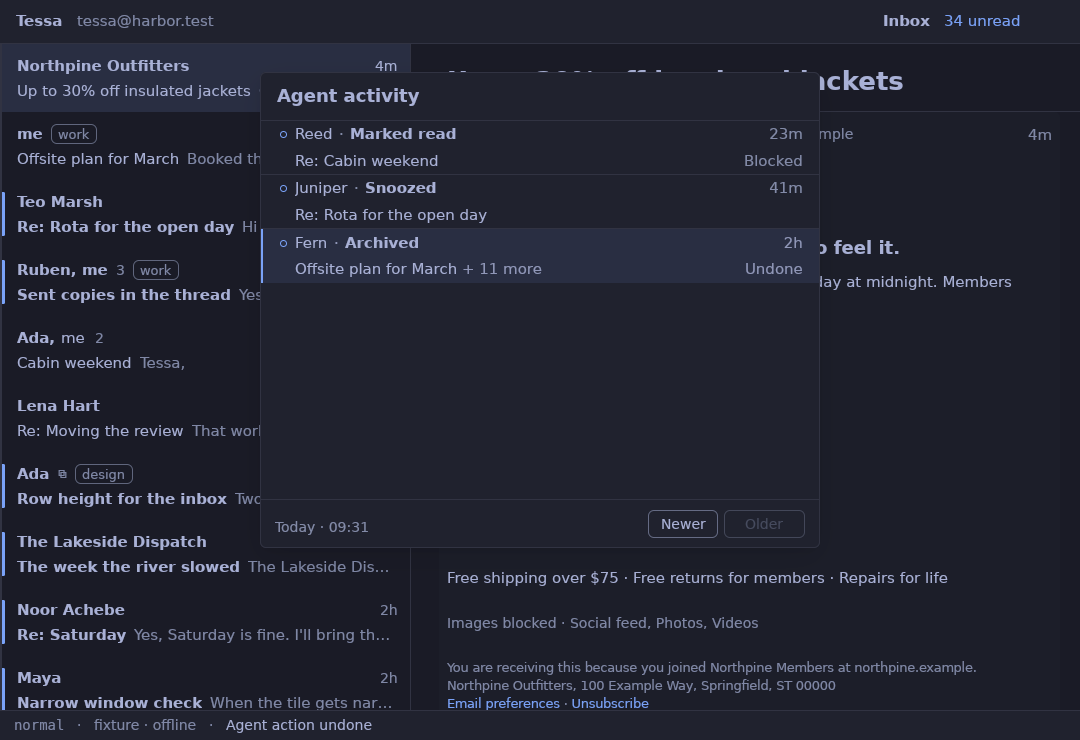 Tessa tessa@harbor.test Inbox 34 unread
Northpine Outfitters 4m
Up to 30% off insulated jackets
me work
Offsite plan for March Booked
Teo Marsh
Re: Rota for the open day Hi
Ruben, me 3 work
Sent copies in the thread Yes
Ada, me 2
Cabin weekend Tessa,
Lena Hart
Re: Moving the review That
Ada design
Row height for the inbox
The Lakeside Dispatch
The week the river slowed The Lakeside Dis…
Noor Achebe 2h
Re: Saturday Yes, Saturday is fine. I'll bring th…
Maya 2h
Narrow window check When the tile gets nar…
Agent activity
Reed · Marked read 23m
Re: Cabin weekend Blocked
Juniper · Snoozed 41m
Re: Rota for the open day
Fern · Archived 2h
Offsite plan for March + 11 more Undone
Today · 09:31 Newer Older
4m
feel it.
at midnight. Members
Free shipping over $75 · Free returns for members · Repairs for life
Images blocked · Social feed, Photos, Videos
You are receiving this because you joined Northpine Members at northpine.example.
Northpine Outfitters, 100 Example Way, Springfield, ST 00000
Email preferences · Unsubscribe
normal · fixture · offline · Agent action undone